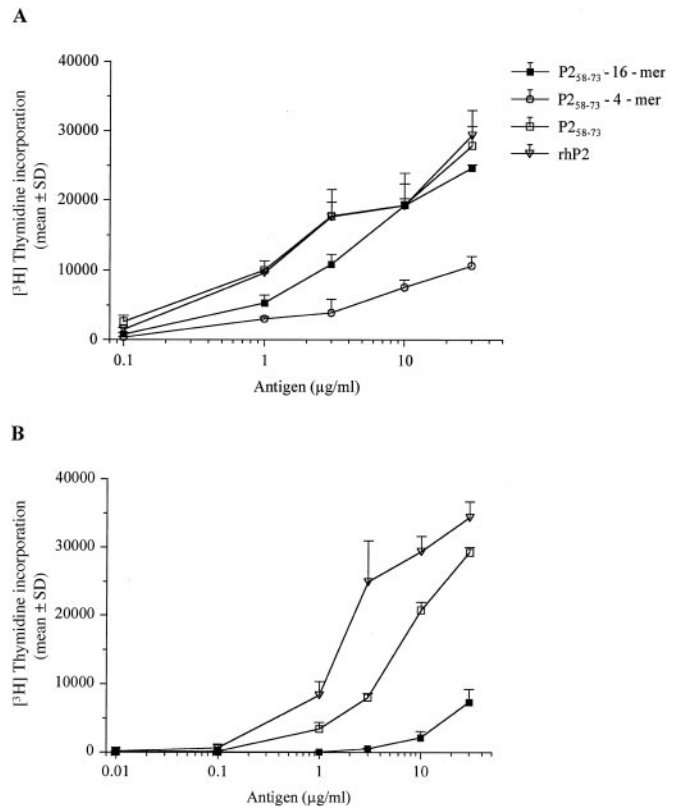 A
[³H] Thymidine incorporation
(mean ± SD)
40000
30000
20000
10000
0
0.1
1
10
Antigen (µg/ml)
P2₅₈₋₇₃ - 16 - mer
P2₅₈₋₇₃ - 4 - mer
P2₅₈₋₇₃
rhP2
B
[³H] Thymidine incorporation
(mean ± SD)
40000
30000
20000
10000
0
0.01
0.1
1
10
Antigen (µg/ml)